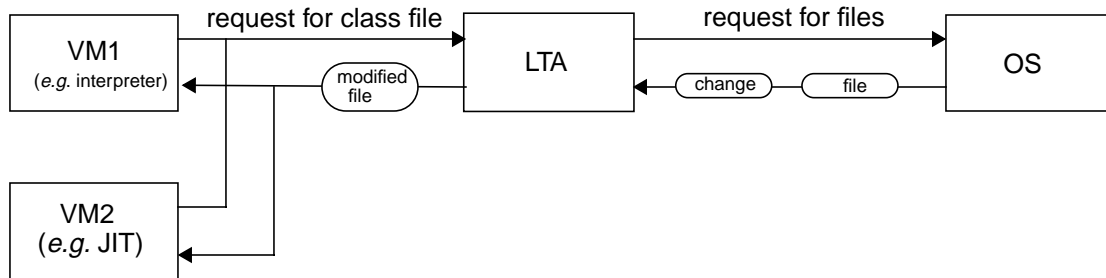 request for class file
request for files
VM1
(e.g. interpreter)
LTA
OS
modified
file
change
file
VM2
(e.g. JIT)